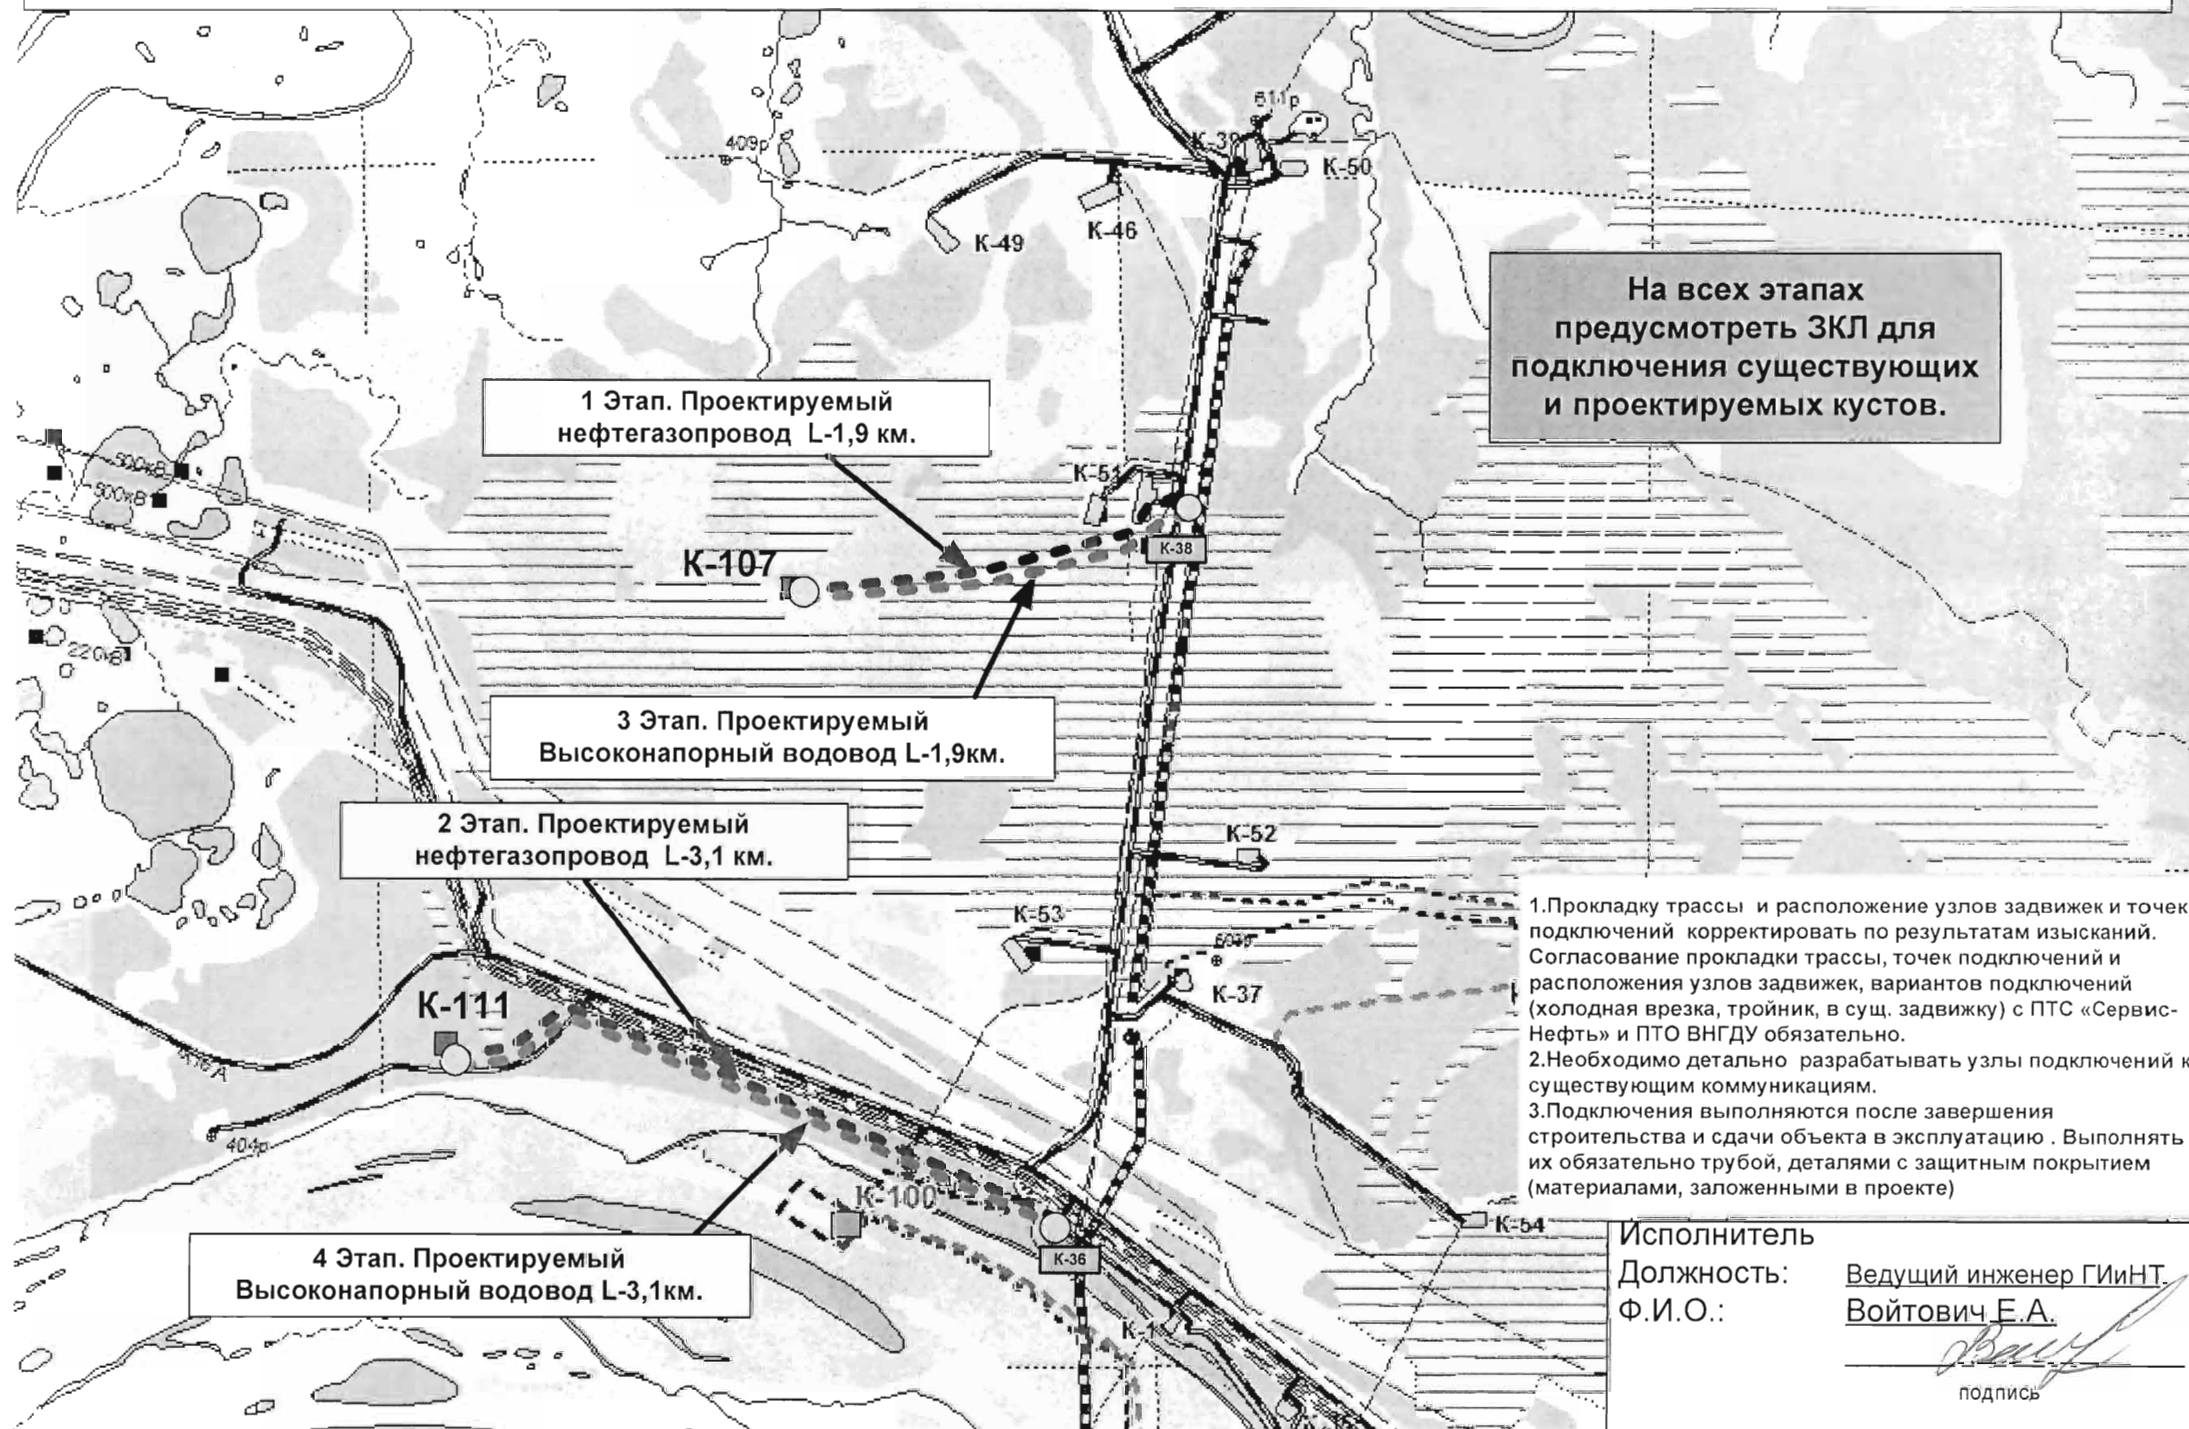 611р
К-39
К-50
409р
К-49
К-46
На всех этапах
предусмотреть ЗКЛ для
подключения существующих
и проектируемых кустов.
1 Этап. Проектируемый
нефтегазопровод L-1,9 км.
500кВ
500кВ
К-51
К-38
К-107
220кВ
3 Этап. Проектируемый
Высоконапорный водовод L-1,9км.
2 Этап. Проектируемый
нефтегазопровод L-3,1 км.
К-52
К-53
К-37
К-111
404р
К-100
К-36
К-54
4 Этап. Проектируемый
Высоконапорный водовод L-3,1км.
1.Прокладку трассы и расположение узлов задвижек и точек
подключений корректировать по результатам изысканий.
Согласование прокладки трассы, точек подключений и
расположения узлов задвижек, вариантов подключений
(холодная врезка, тройник, в сущ. задвижку) с ПТС «Сервис-
Нефть» и ПТО ВНГДУ обязательно.
2.Необходимо детально разрабатывать узлы подключений к
существующим коммуникациям.
3.Подключения выполняются после завершения
строительства и сдачи объекта в эксплуатацию . Выполнять
их обязательно трубой, деталями с защитным покрытием
(материалами, заложенными в проекте)
Исполнитель
Должность: Ведущий инженер ГИиНТ
Ф.И.О.: Войтович Е.А.
подпись